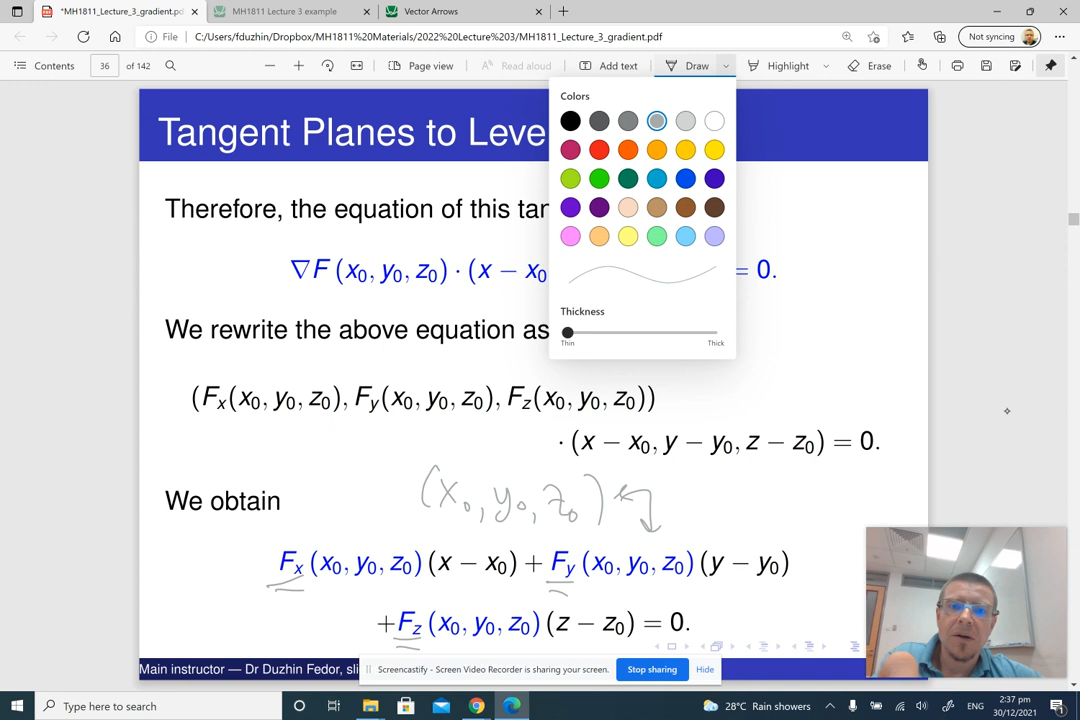 *MH1811_Lecture_3_gradient.pdf
MH1811 Lecture 3 example
Vector Arrows
File
C:/Users/fduzhin/Dropbox/MH1811%20Materials/2022%20Lecture%203/MH1811_Lecture_3_gradient.pdf
Not syncing
Contents
36 of 142
Page view
Read aloud
Add text
Draw
Highlight
Erase
Colors
Thickness
Thin
Thick
Tangent Planes to Leve
Therefore, the equation of this tan
∇F (x₀, y₀, z₀) · (x − x₀ = 0.
We rewrite the above equation as
(Fₓ(x₀, y₀, z₀), Fᵧ(x₀, y₀, z₀), F_z(x₀, y₀, z₀))
· (x − x₀, y − y₀, z − z₀) = 0.
(x₀, y₀, z₀)
We obtain
Fₓ (x₀, y₀, z₀) (x − x₀) + Fᵧ (x₀, y₀, z₀) (y − y₀)
+F_z (x₀, y₀, z₀) (z − z₀) = 0.
Main instructor — Dr Duzhin Fedor, sli
Screencastify - Screen Video Recorder is sharing your screen.
Stop sharing
Hide
Type here to search
28°C Rain showers
ENG
2:37 pm
30/12/2021
1